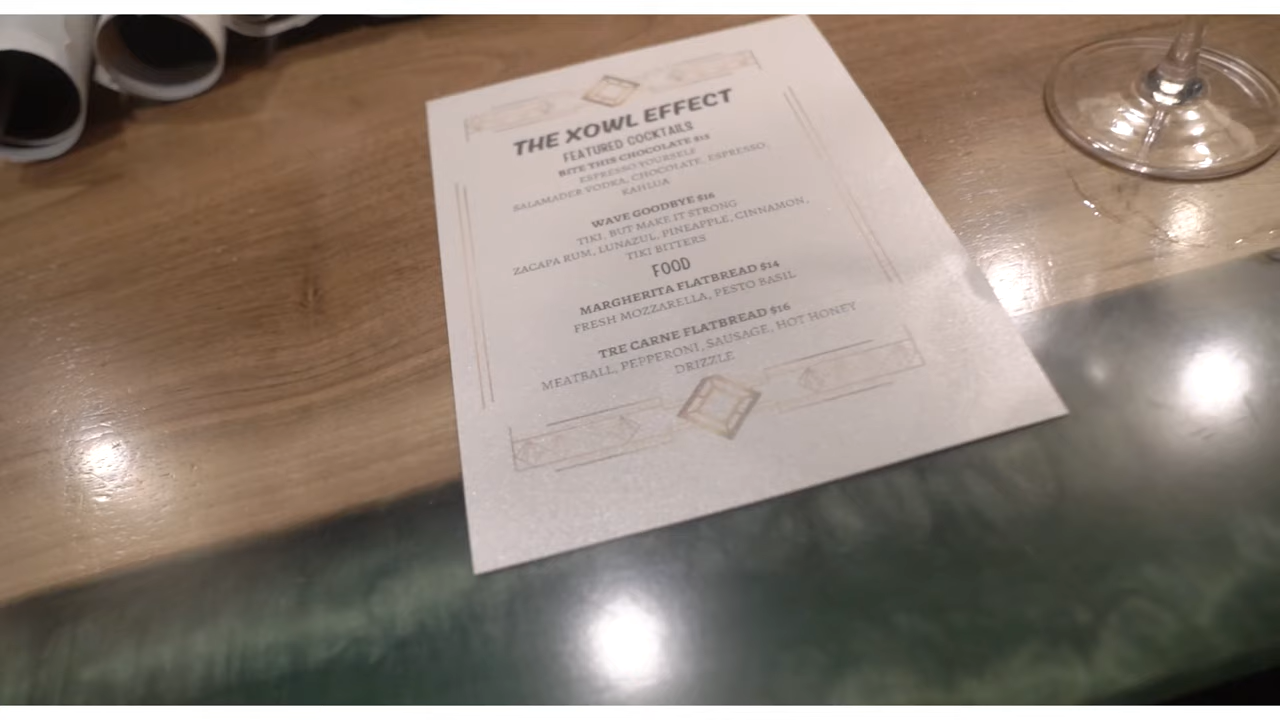 THE XOWL EFFECT
FEATURED COCKTAILS
BITE THIS CHOCOLATE $15
ESPRESSO YOURSELF
SALAMADER VODKA, CHOCOLATE, ESPRESSO,
KAHLUA
WAVE GOODBYE $16
TIKI, BUT MAKE IT STRONG
ZACAPA RUM, LUNAZUL, PINEAPPLE, CINNAMON,
TIKI BITTERS
FOOD
MARGHERITA FLATBREAD $14
FRESH MOZZARELLA, PESTO BASIL
TRE CARNE FLATBREAD $16
MEATBALL, PEPPERONI, SAUSAGE, HOT HONEY
DRIZZLE